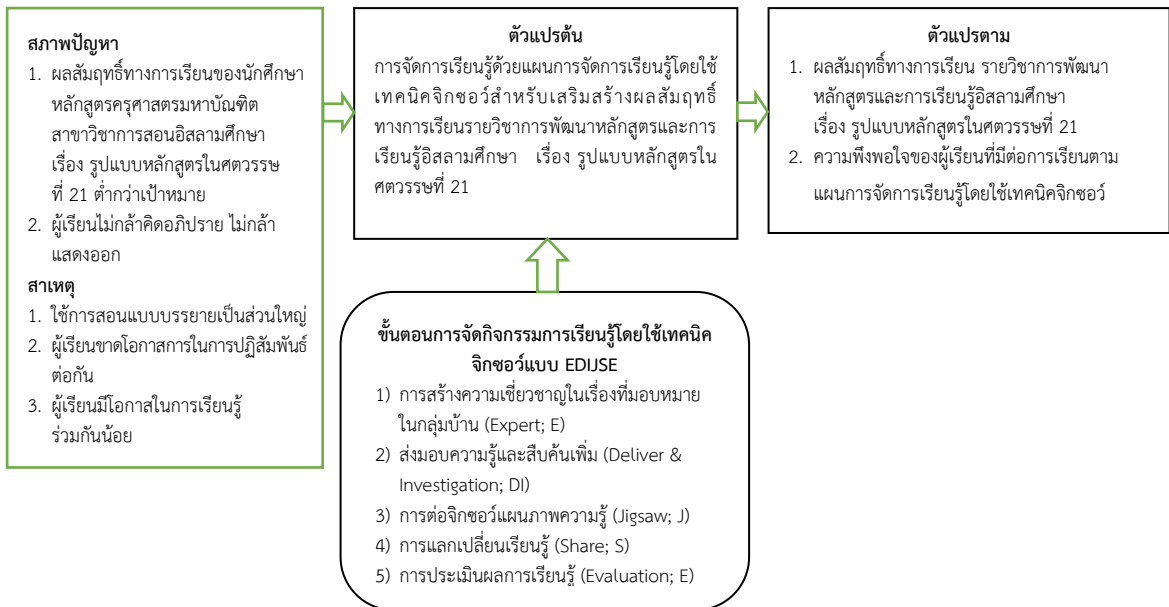 สภาพปัญหา
1. ผลสัมฤทธิ์ทางการเรียนของนักศึกษา
หลักสูตรครุศาสตรมหาบัณฑิต
สาขาวิชาการสอนอิสลามศึกษา
เรื่อง รูปแบบหลักสูตรในศตวรรษ
ที่ 21 ต่ำกว่าเป้าหมาย
2. ผู้เรียนไม่กล้าคิดอภิปราย ไม่กล้า
แสดงออก
สาเหตุ
1. ใช้การสอนแบบบรรยายเป็นส่วนใหญ่
2. ผู้เรียนขาดโอกาสการในการปฏิสัมพันธ์
ต่อกัน
3. ผู้เรียนมีโอกาสในการเรียนรู้
ร่วมกันน้อย
ตัวแปรต้น
การจัดการเรียนรู้ด้วยแผนการจัดการเรียนรู้โดยใช้
เทคนิคจิกซอว์สำหรับเสริมสร้างผลสัมฤทธิ์
ทางการเรียนรายวิชาการพัฒนาหลักสูตรและการ
เรียนรู้อิสลามศึกษา เรื่อง รูปแบบหลักสูตรใน
ศตวรรษที่ 21
ตัวแปรตาม
1. ผลสัมฤทธิ์ทางการเรียน รายวิชาการพัฒนา
หลักสูตรและการเรียนรู้อิสลามศึกษา
เรื่อง รูปแบบหลักสูตรในศตวรรษที่ 21
2. ความพึงพอใจของผู้เรียนที่มีต่อการเรียนตาม
แผนการจัดการเรียนรู้โดยใช้เทคนิคจิกซอว์
ขั้นตอนการจัดกิจกรรมการเรียนรู้โดยใช้เทคนิค
จิกซอว์แบบ EDIJSE
1) การสร้างความเชี่ยวชาญในเรื่องที่มอบหมาย
ในกลุ่มบ้าน (Expert; E)
2) ส่งมอบความรู้และสืบค้นเพิ่ม (Deliver &
Investigation; DI)
3) การต่อจิกซอว์แผนภาพความรู้ (Jigsaw; J)
4) การแลกเปลี่ยนเรียนรู้ (Share; S)
5) การประเมินผลการเรียนรู้ (Evaluation; E)